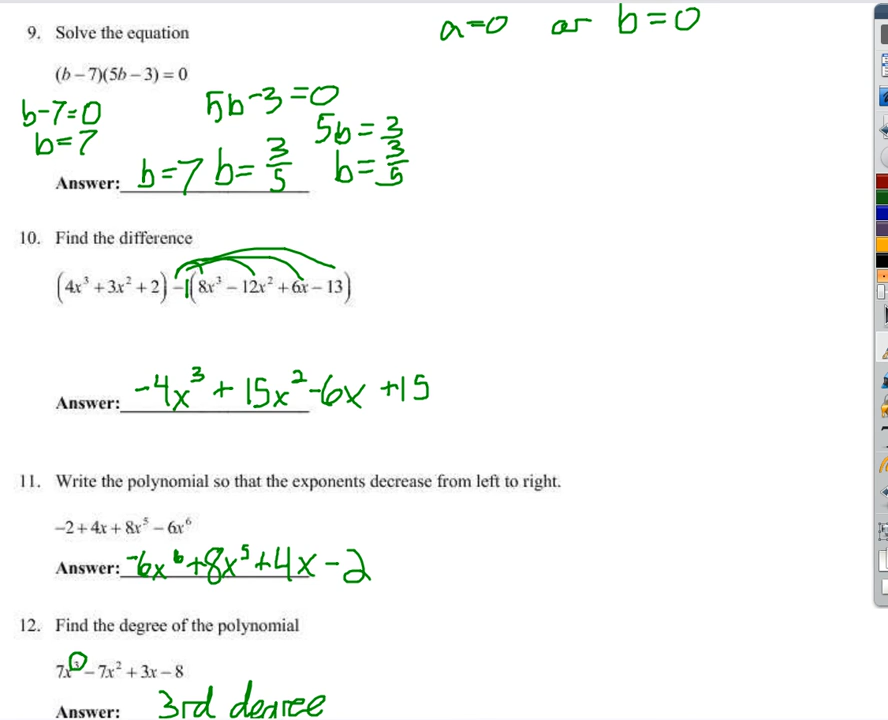 a=0 or b=0
9. Solve the equation
(b − 7)(5b − 3) = 0
b-7=0 5b-3=0
b=7 5b=3
b=3/5
Answer: b=7 b=3/5
10. Find the difference
(4x³ + 3x² + 2) −1(8x³ − 12x² + 6x − 13)
Answer: -4x³ + 15x² -6x +15
11. Write the polynomial so that the exponents decrease from left to right.
−2 + 4x + 8x⁵ − 6x⁶
Answer: -6x⁶ +8x⁵ +4x -2
12. Find the degree of the polynomial
7x³ − 7x² + 3x − 8
Answer: 3rd degree